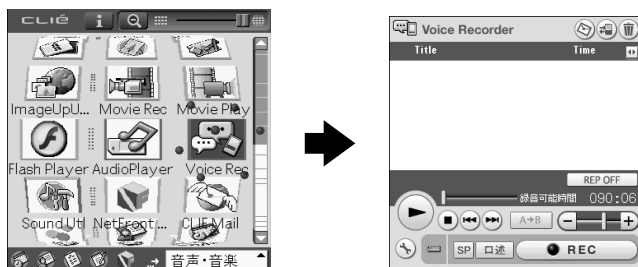 CLIÉ
ImageUpU... Movie Rec Movie Play
Flash Player AudioPlayer Voice Rec
Sound Utl NetFront ... CLIE Mail
音声・音楽
Voice Recorder
Title Time
REP OFF
録音可能時間 090:06
A→B
SP 口述 REC